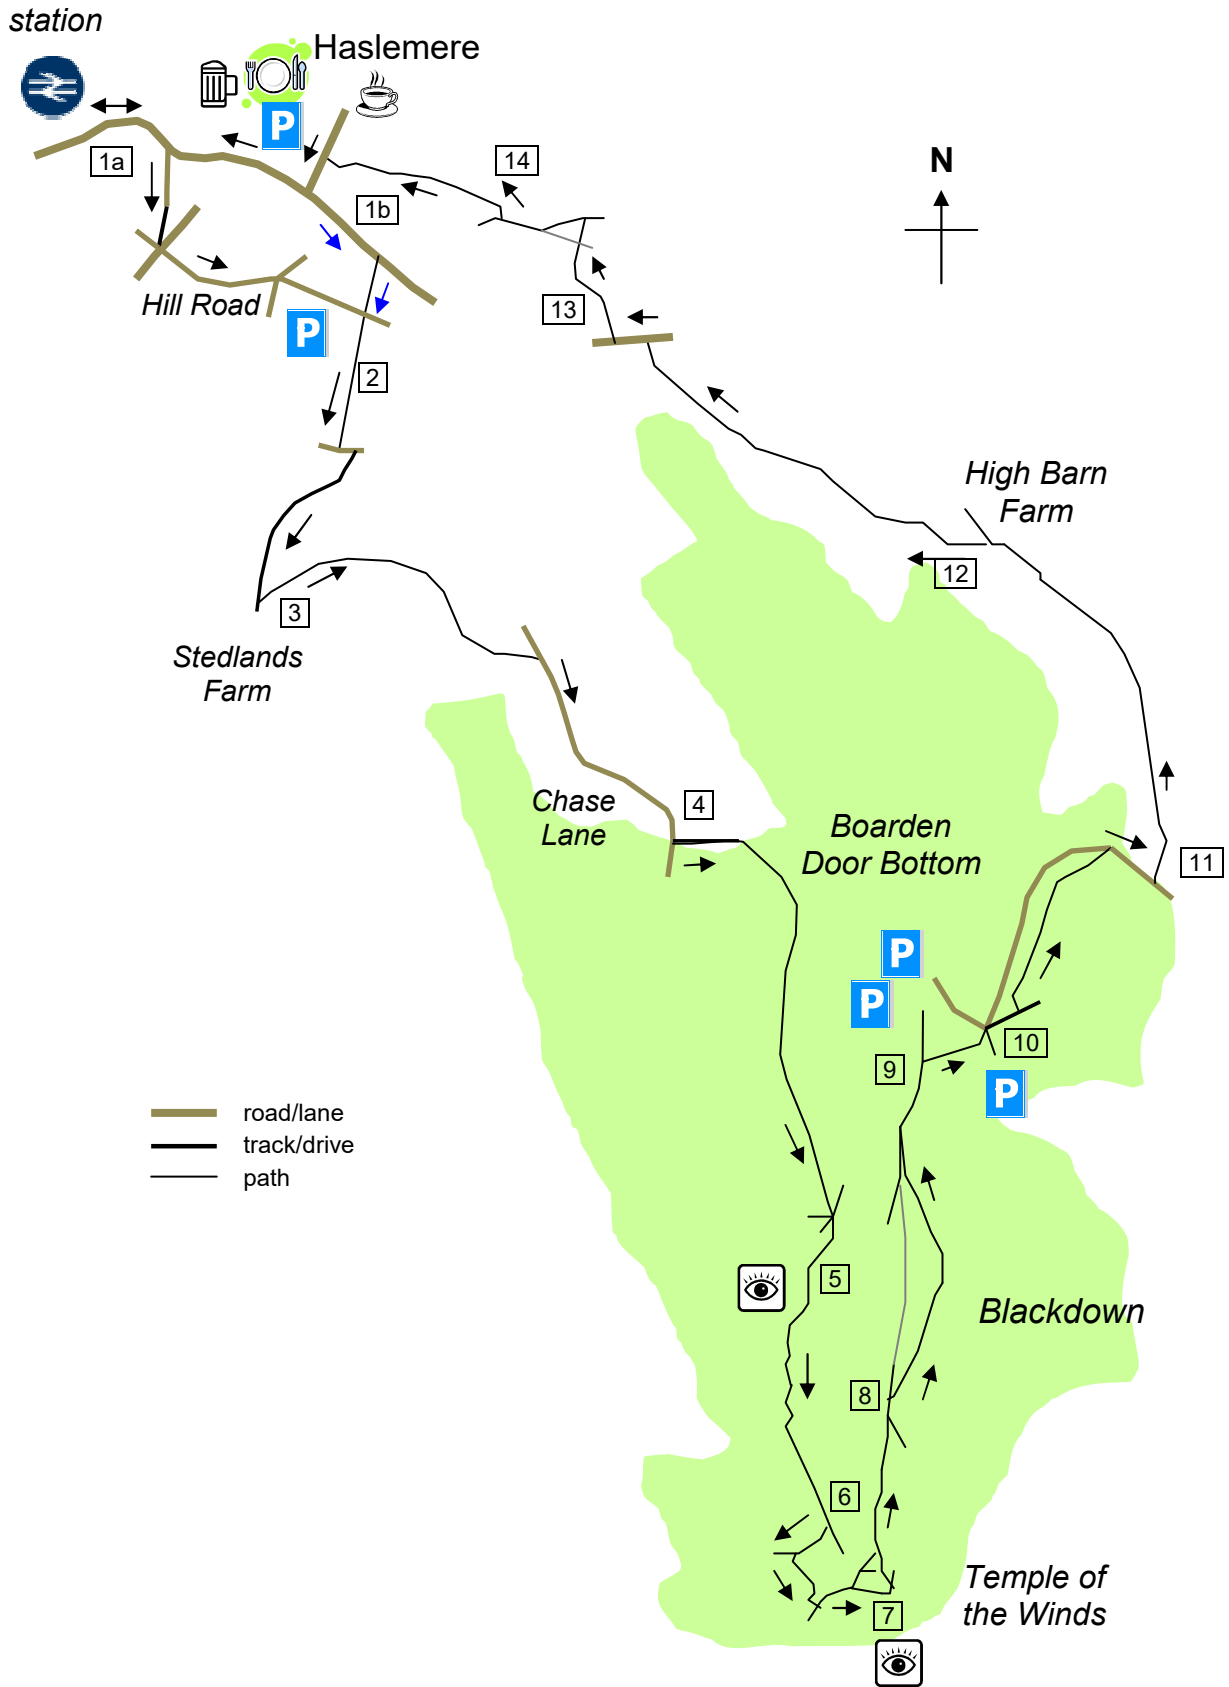 station
Haslemere
P
1a
14
N
1b
Hill Road
13
P
2
High Barn
Farm
12
3
Stedlands
Farm
Chase
Lane
4
Boarden
Door Bottom
11
P
P
10
9
P
road/lane
track/drive
path
5
Blackdown
8
6
Temple of
the Winds
7